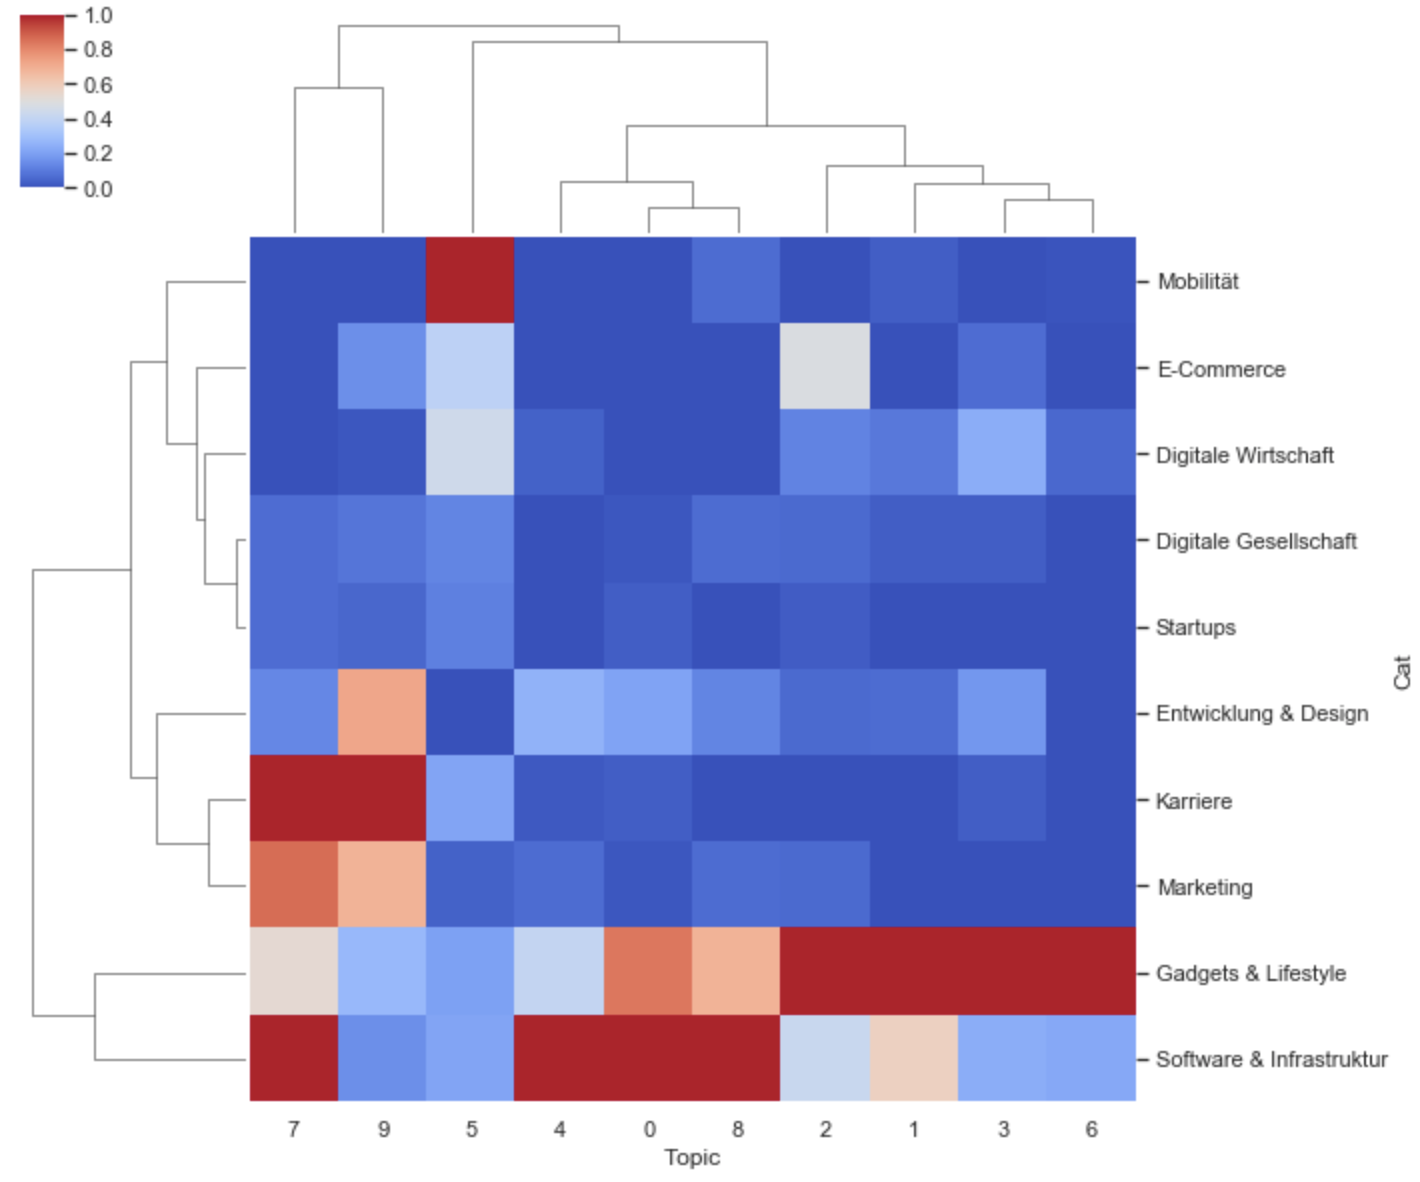 1.0
0.8
0.6
0.4
0.2
0.0
Mobilität
E-Commerce
Digitale Wirtschaft
Digitale Gesellschaft
Startups
Entwicklung & Design
Karriere
Marketing
Gadgets & Lifestyle
Software & Infrastruktur
Cat
7 9 5 4 0 8 2 1 3 6
Topic